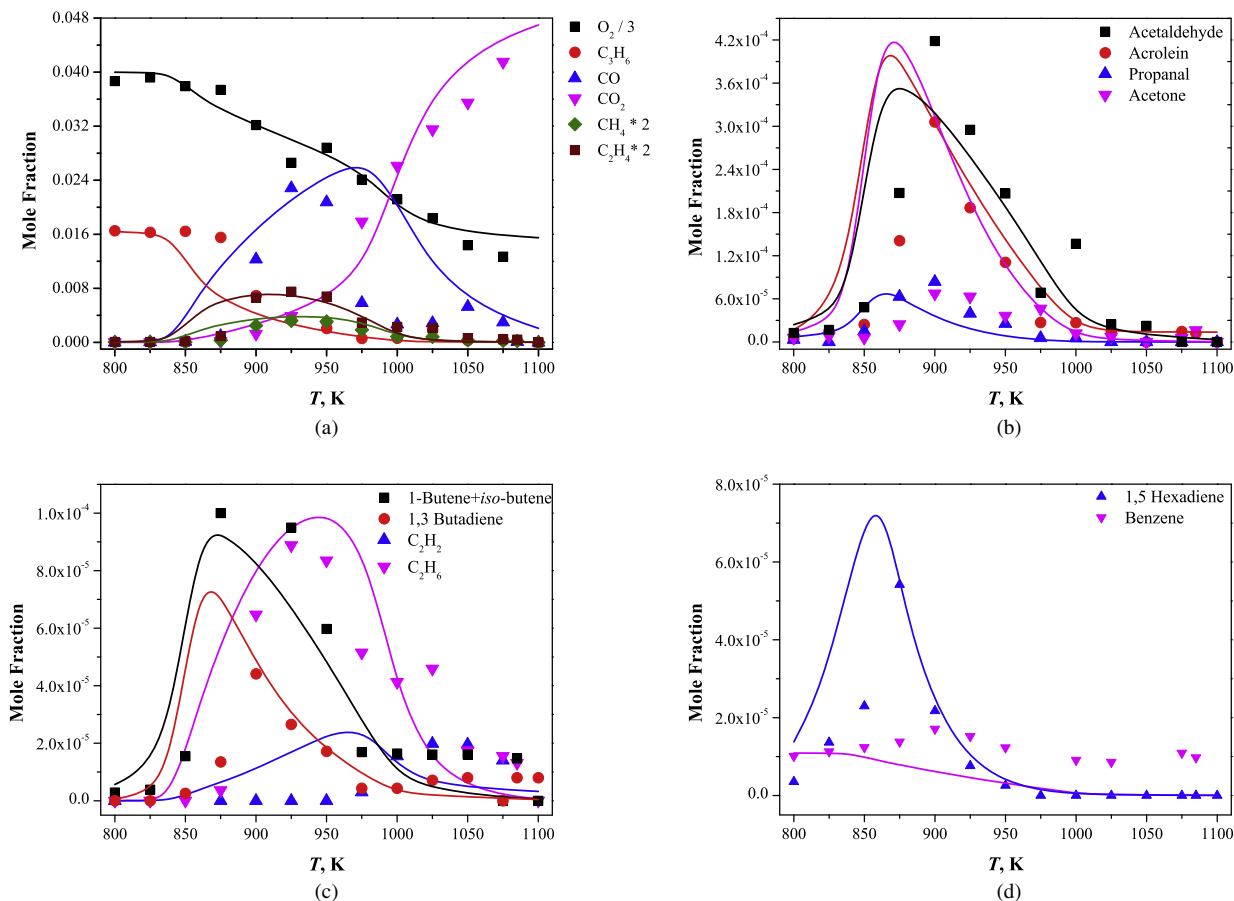 0.048
0.040
0.032
0.024
0.016
0.008
0.000
Mole Fraction
O₂ / 3
C₃H₆
CO
CO₂
CH₄ * 2
C₂H₄ * 2
800 850 900 950 1000 1050 1100
T, K
(a)
4.2x10⁻⁴
3.6x10⁻⁴
3.0x10⁻⁴
2.4x10⁻⁴
1.8x10⁻⁴
1.2x10⁻⁴
6.0x10⁻⁵
0.0
Mole Fraction
Acetaldehyde
Acrolein
Propanal
Acetone
800 850 900 950 1000 1050 1100
T, K
(b)
1.0x10⁻⁴
8.0x10⁻⁵
6.0x10⁻⁵
4.0x10⁻⁵
2.0x10⁻⁵
0.0
Mole Fraction
1-Butene+iso-butene
1,3 Butadiene
C₂H₂
C₂H₆
800 850 900 950 1000 1050 1100
T, K
(c)
8.0x10⁻⁵
6.0x10⁻⁵
4.0x10⁻⁵
2.0x10⁻⁵
0.0
Mole Fraction
1,5 Hexadiene
Benzene
800 850 900 950 1000 1050 1100
T, K
(d)